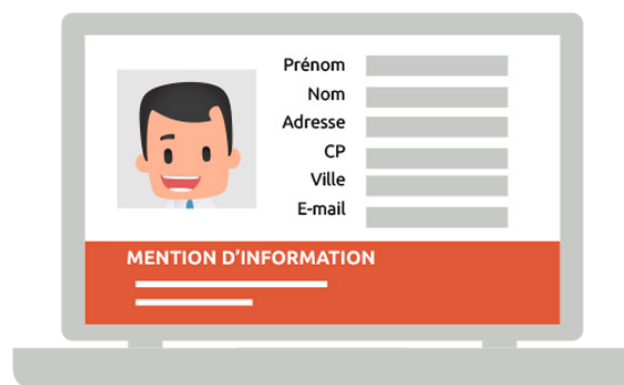 Prénom
Nom
Adresse
CP
Ville
E-mail
MENTION D'INFORMATION